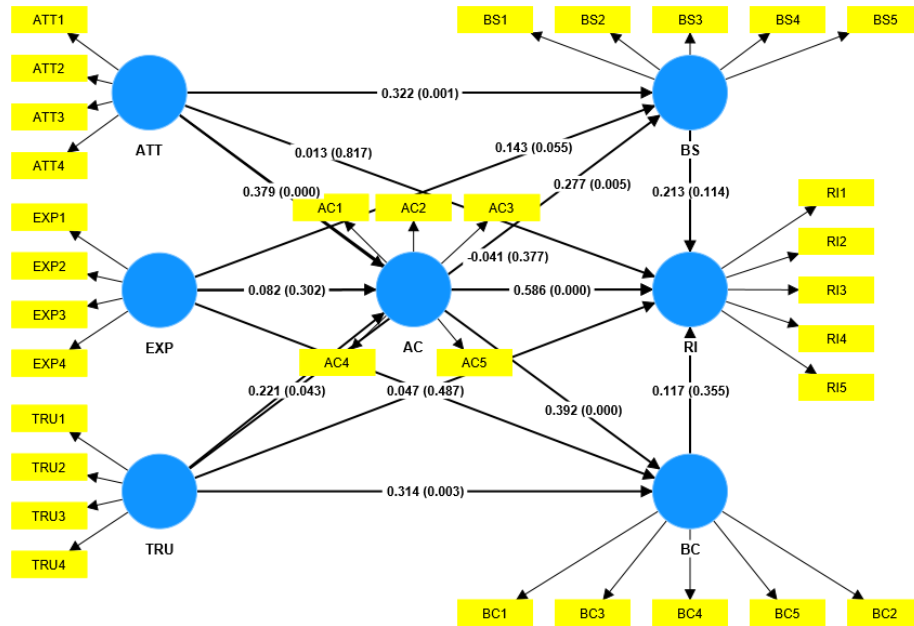 ATT1
BS1
BS2
BS3
BS4
BS5
ATT2
ATT3
ATT4
ATT
BS
0.322 (0.001)
0.013 (0.817)
0.143 (0.055)
0.379 (0.000)
0.277 (0.005)
0.213 (0.114)
EXP1
EXP2
EXP3
EXP4
EXP
AC1
AC2
AC3
-0.041 (0.377)
0.082 (0.302)
0.586 (0.000)
AC
AC4
AC5
RI1
RI2
RI3
RI4
RI5
RI
0.221 (0.043)
0.047 (0.487)
0.392 (0.000)
0.117 (0.355)
TRU1
TRU2
TRU3
TRU4
TRU
0.314 (0.003)
BC
BC1
BC3
BC4
BC5
BC2